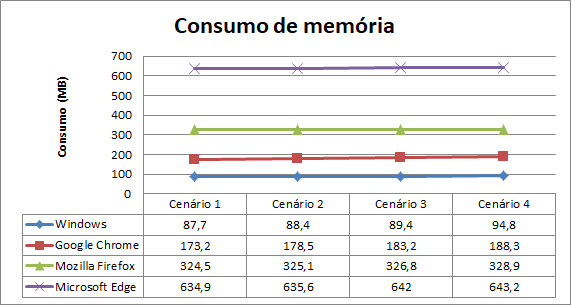 Consumo de memória
Consumo (MB)
700
600
500
400
300
200
100
0
Cenário 1 Cenário 2 Cenário 3 Cenário 4
Windows 87,7 88,4 89,4 94,8
Google Chrome 173,2 178,5 183,2 188,3
Mozilla Firefox 324,5 325,1 326,8 328,9
Microsoft Edge 634,9 635,6 642 643,2